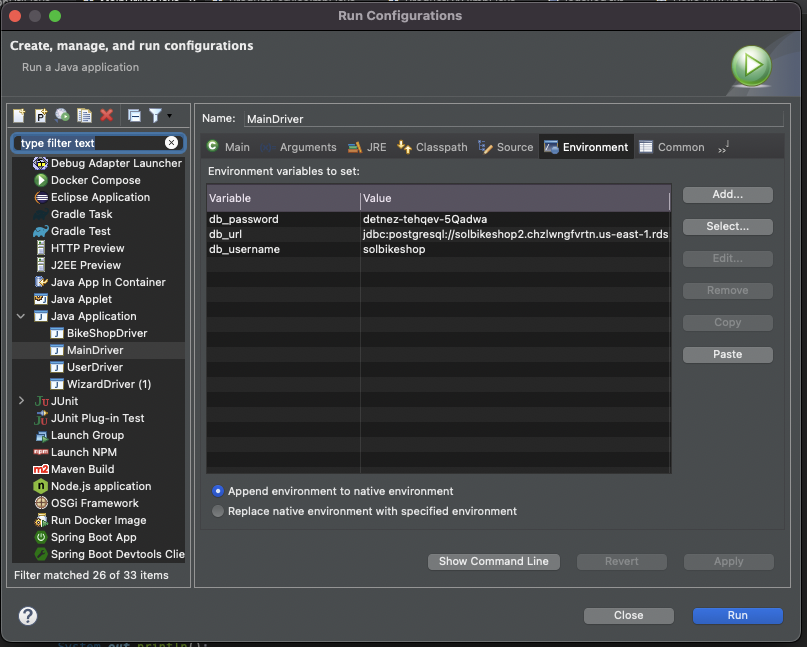 Run Configurations
Create, manage, and run configurations
Run a Java application
type filter text
Debug Adapter Launcher
Docker Compose
Eclipse Application
Gradle Task
Gradle Test
HTTP Preview
J2EE Preview
Java App In Container
Java Applet
Java Application
BikeShopDriver
MainDriver
UserDriver
WizardDriver (1)
JUnit
JUnit Plug-in Test
Launch Group
Launch NPM
Maven Build
Node.js application
OSGi Framework
Run Docker Image
Spring Boot App
Spring Boot Devtools Clie
Filter matched 26 of 33 items
Name: MainDriver
Main Arguments JRE Classpath Source Environment Common
Environment variables to set:
Variable Value
db_password detnez-tehqev-5Qadwa
db_url jdbc:postgresql://solbikeshop2.chzlwngfvrtn.us-east-1.rds
db_username solbikeshop
Add...
Select...
Edit...
Remove
Copy
Paste
Append environment to native environment
Replace native environment with specified environment
Show Command Line Revert Apply
Close Run